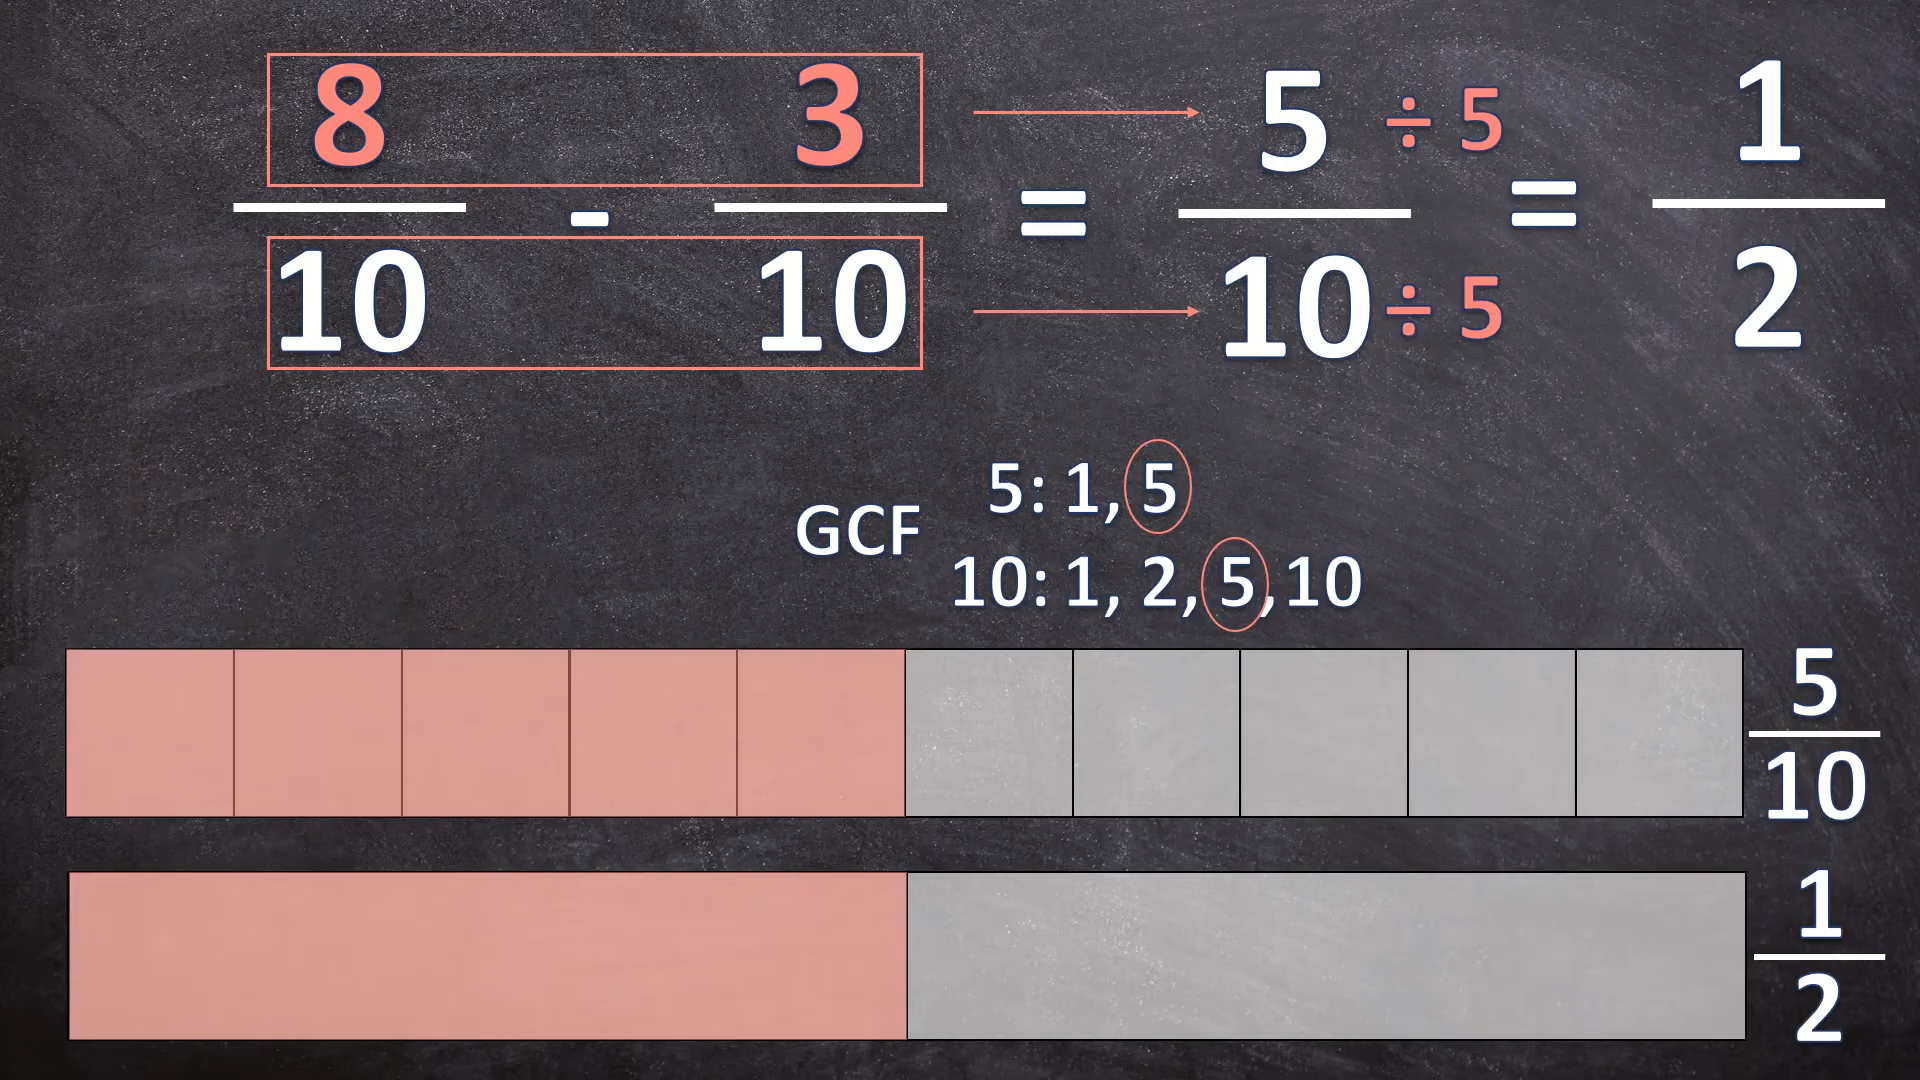 8/10 - 3/10 = 5 ÷ 5/10 ÷ 5 = 1/2
GCF
5: 1, 5
10: 1, 2, 5, 10
5/10
1/2